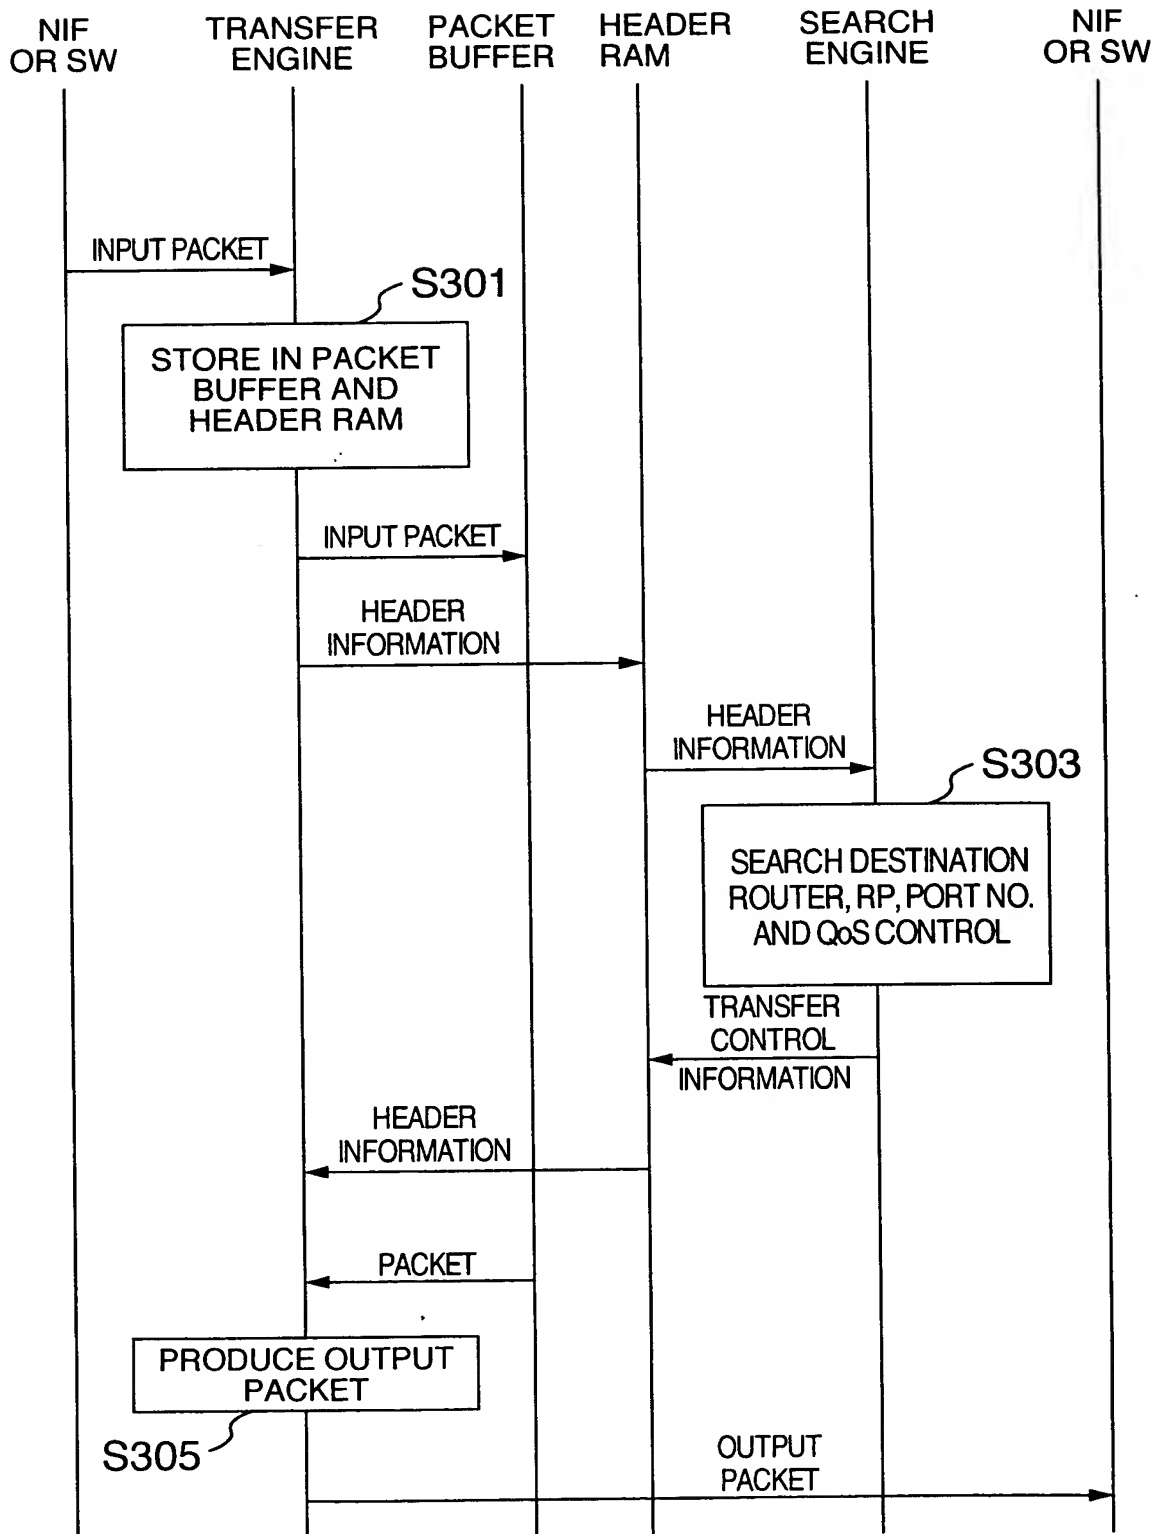 NIF
OR SW
TRANSFER
ENGINE
PACKET
BUFFER
HEADER
RAM
SEARCH
ENGINE
NIF
OR SW
INPUT PACKET
S301
STORE IN PACKET
BUFFER AND
HEADER RAM
INPUT PACKET
HEADER
INFORMATION
HEADER
INFORMATION
S303
SEARCH DESTINATION
ROUTER, RP, PORT NO.
AND QoS CONTROL
TRANSFER
CONTROL
INFORMATION
HEADER
INFORMATION
PACKET
PRODUCE OUTPUT
PACKET
S305
OUTPUT
PACKET